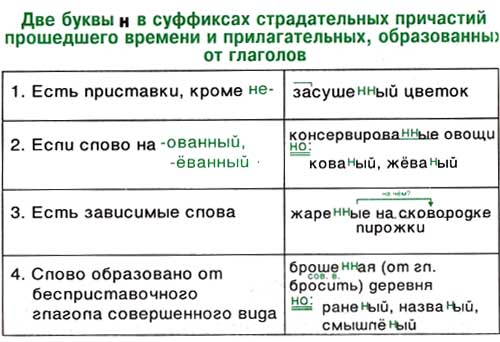 Две буквы н в суффиксах страдательных причастий
прошедшего времени и прилагательных, образованных
от глаголов
1. Есть приставки, кроме не-
засушенный цветок
2. Если слово на -ованный,
-ёванный
консервированные овощи
но:
кованый, жёваный
3. Есть зависимые слова
на чём?
жаренные на сковородке
пирожки
4. Слово образовано от
бесприставочного
глагола совершенного вида
брошенная (от гл.
сов. в.
бросить) деревня
но: раненый, названый,
смышлёный